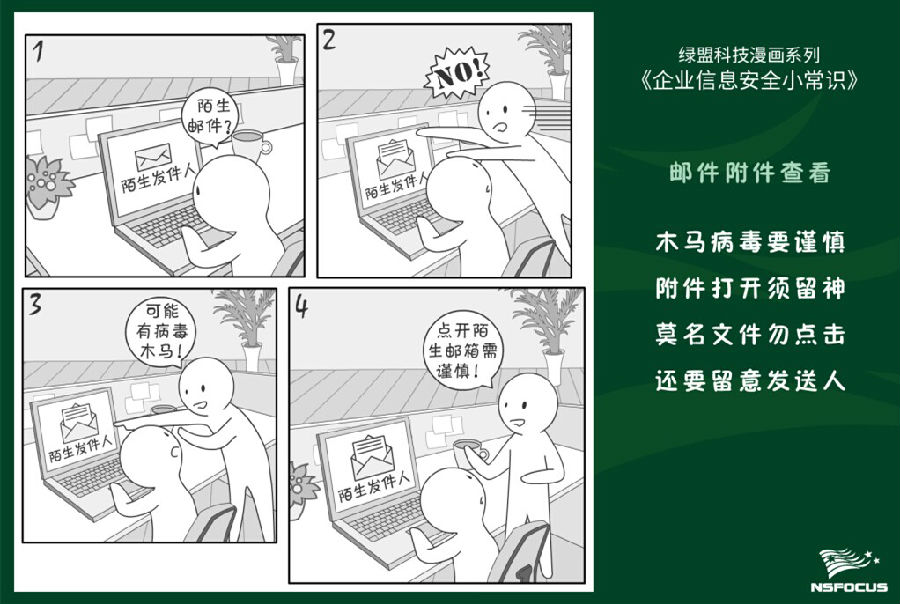 1
陌生
邮件？
陌生发件人
2
NO!
陌生发件人
3
可能
有病毒
木马！
陌生发件人
4
点开陌
生邮箱需
谨慎！
陌生发件人
绿盟科技漫画系列
《企业信息安全小常识》
邮件附件查看
木马病毒要谨慎
附件打开须留神
莫名文件勿点击
还要留意发送人
NSFOCUS